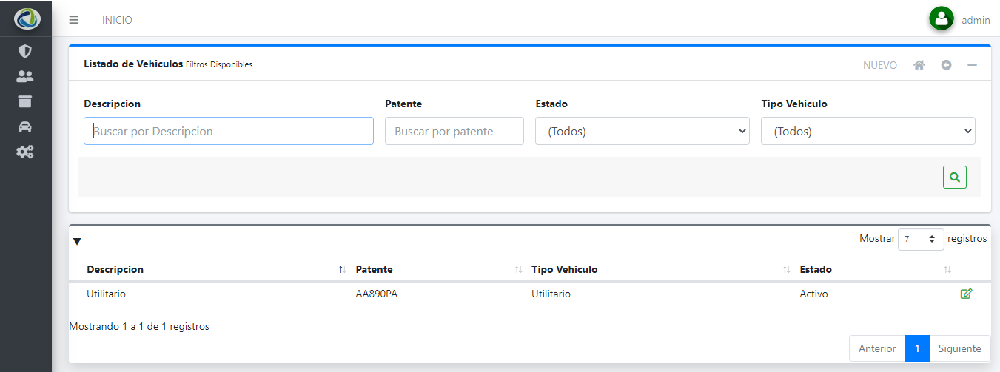 INICIO
admin
Listado de Vehiculos Filtros Disponibles
NUEVO
Descripcion Patente Estado Tipo Vehiculo
Buscar por Descripcion Buscar por patente (Todos) (Todos)
Mostrar 7 registros
Descripcion Patente Tipo Vehiculo Estado
Utilitario AA890PA Utilitario Activo
Mostrando 1 a 1 de 1 registros
Anterior 1 Siguiente